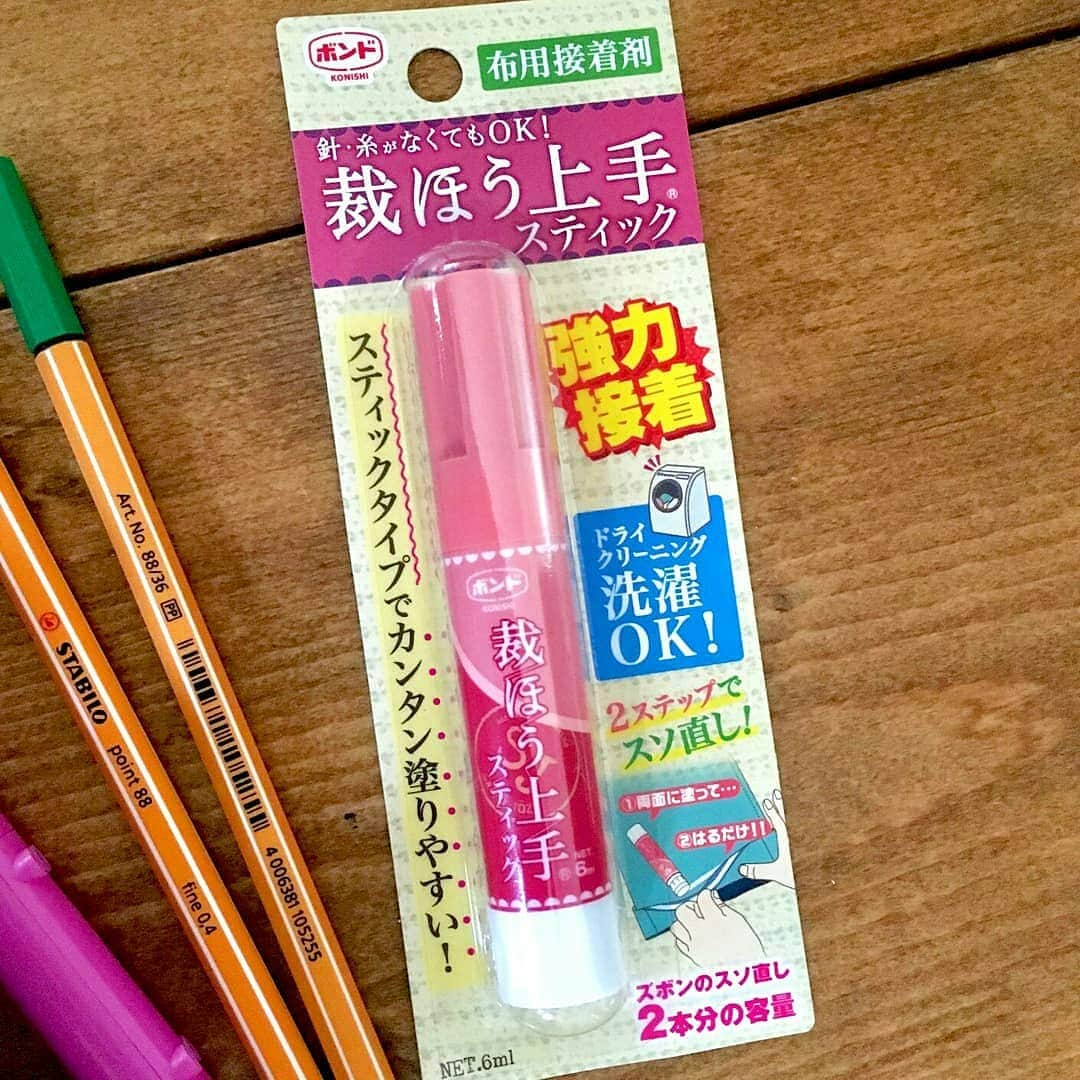 ボンド
KONISHI
布用接着剤
針・糸がなくてもOK!
裁ほう上手®
スティック
スティックタイプでカンタン塗りやすい!
強力
接着
ドライ
クリーニング
洗濯
OK!
2ステップで
スソ直し!
①両面に塗って…
②はるだけ!!
ズボンのスソ直し
2本分の容量
NET.6ml
ボンド
KONISHI
裁ほう上手®
スティック
NET.
6ml
Art. No. 88/36
PP
4 006381 105255
STABILO
point 88
fine 0,4